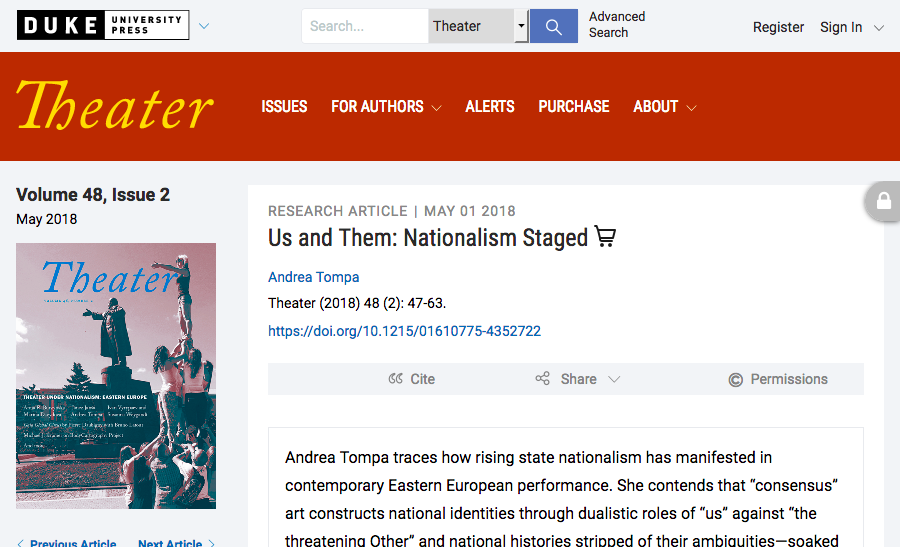 DUKE UNIVERSITY PRESS
Search...
Theater
Advanced Search
Register
Sign In
Theater
ISSUES
FOR AUTHORS
ALERTS
PURCHASE
ABOUT
Volume 48, Issue 2
May 2018
Theater
THEATER UNDER NATIONALISM: EASTERN EUROPE
Previous Article
Next Article
RESEARCH ARTICLE | MAY 01 2018
Us and Them: Nationalism Staged
Andrea Tompa
Theater (2018) 48 (2): 47-63.
https://doi.org/10.1215/01610775-4352722
Cite
Share
Permissions
Andrea Tompa traces how rising state nationalism has manifested in
contemporary Eastern European performance. She contends that “consensus”
art constructs national identities through dualistic roles of “us” against “the
threatening Other” and national histories stripped of their ambiguities—soaked